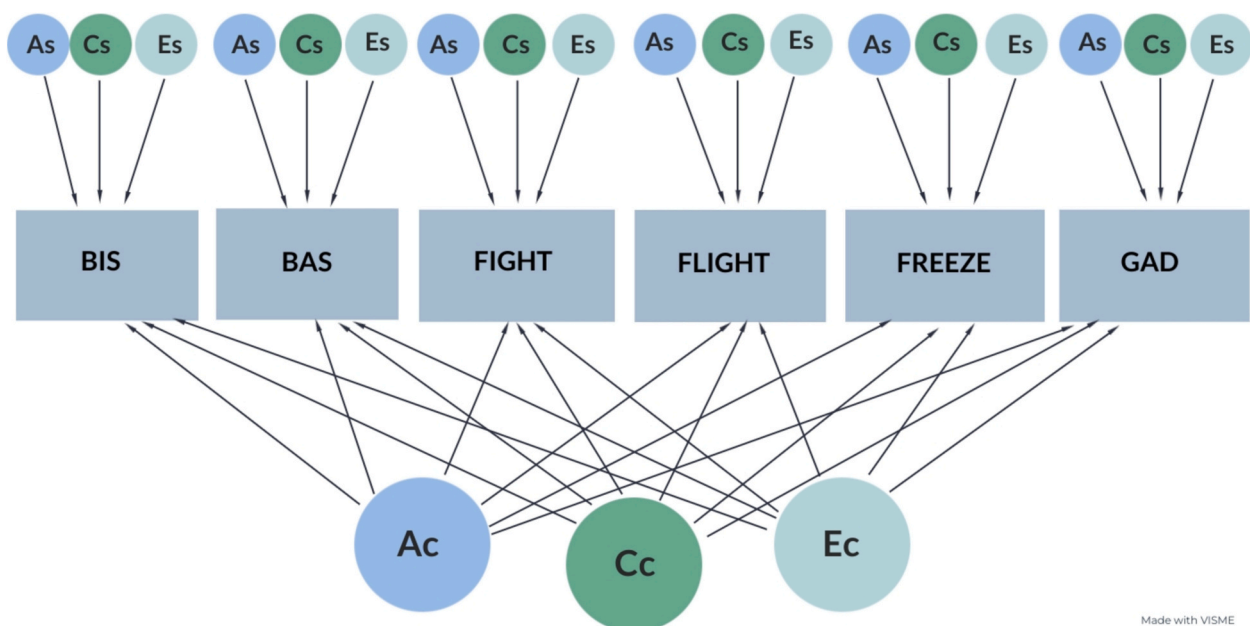 As Cs Es As Cs Es As Cs Es As Cs Es As Cs Es As Cs Es
BIS BAS FIGHT FLIGHT FREEZE GAD
Ac Cc Ec
Made with VISME